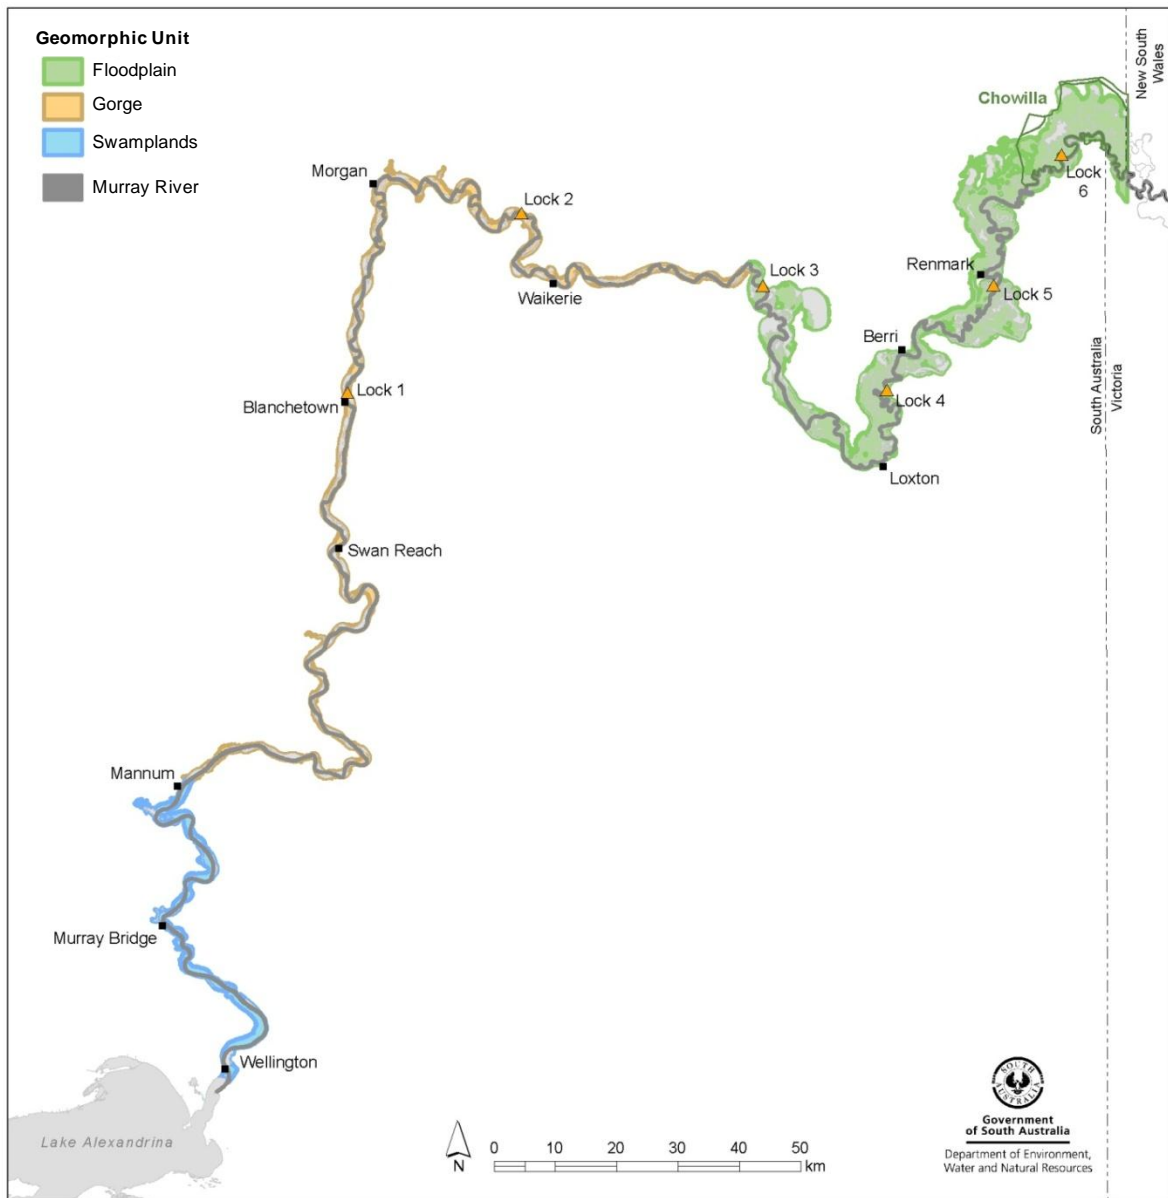 Geomorphic Unit
Floodplain
Gorge
Swamplands
Murray River
New South
Wales
Chowilla
Lock
6
Morgan
Lock 2
Lock 3
Renmark
Waikerie
Lock 5
Berri
South Australia
Victoria
Lock 1
Blanchetown
Lock 4
Loxton
Swan Reach
Mannum
Murray Bridge
Wellington
Lake Alexandrina
N
0 10 20 30 40 50
km
SOUTH
AUSTRALIA
Government
of South Australia
Department of Environment,
Water and Natural Resources